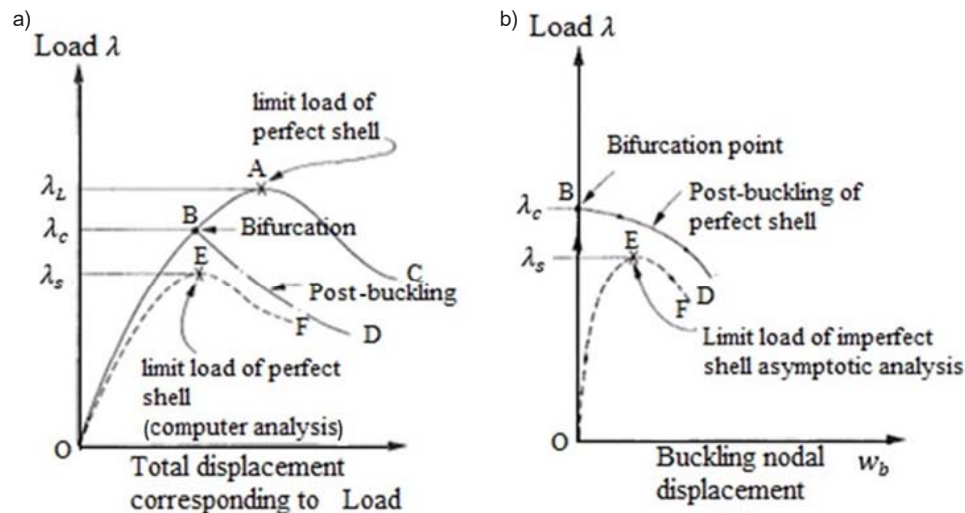 a)
Load λ
limit load of
perfect shell
A
λL
B
λc
Bifurcation
E
λs
C
Post-buckling
F
D
limit load of perfect
shell
(computer analysis)
O
Total displacement
corresponding to Load
b)
Load λ
Bifurcation point
B
Post-buckling of
perfect shell
λc
E
λs
D
F
Limit load of imperfect
shell asymptotic analysis
O
Buckling nodal wb
displacement